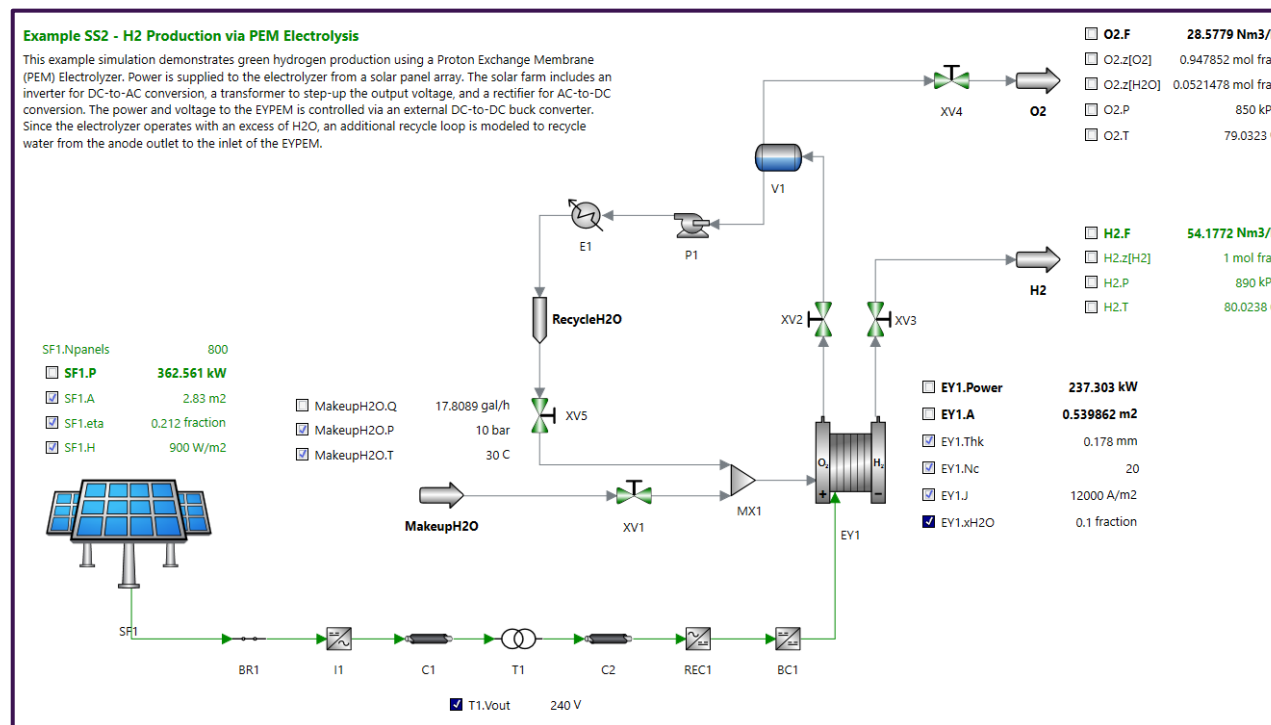 Example SS2 - H2 Production via PEM Electrolysis
This example simulation demonstrates green hydrogen production using a Proton Exchange Membrane
(PEM) Electrolyzer. Power is supplied to the electrolyzer from a solar panel array. The solar farm includes an
inverter for DC-to-AC conversion, a transformer to step-up the output voltage, and a rectifier for AC-to-DC
conversion. The power and voltage to the EYPEM is controlled via an external DC-to-DC buck converter.
Since the electrolyzer operates with an excess of H2O, an additional recycle loop is modeled to recycle
water from the anode outlet to the inlet of the EYPEM.
O2.F 28.5779 Nm3/
O2.z[O2] 0.947852 mol fra
O2.z[H2O] 0.0521478 mol fra
O2.P 850 kP
O2.T 79.0323
XV4
O2
V1
E1
P1
H2.F 54.1772 Nm3/
H2.z[H2] 1 mol fra
H2.P 890 kP
H2.T 80.0238
H2
RecycleH2O
XV2
XV3
SF1.Npanels 800
SF1.P 362.561 kW
SF1.A 2.83 m2
SF1.eta 0.212 fraction
SF1.H 900 W/m2
MakeupH2O.Q 17.8089 gal/h
MakeupH2O.P 10 bar
MakeupH2O.T 30 C
XV5
EY1.Power 237.303 kW
EY1.A 0.539862 m2
EY1.Thk 0.178 mm
EY1.Nc 20
EY1.J 12000 A/m2
EY1.xH2O 0.1 fraction
O2 H2
+ −
MakeupH2O
XV1
MX1
EY1
SF1
BR1
I1
C1
T1
C2
REC1
BC1
T1.Vout 240 V